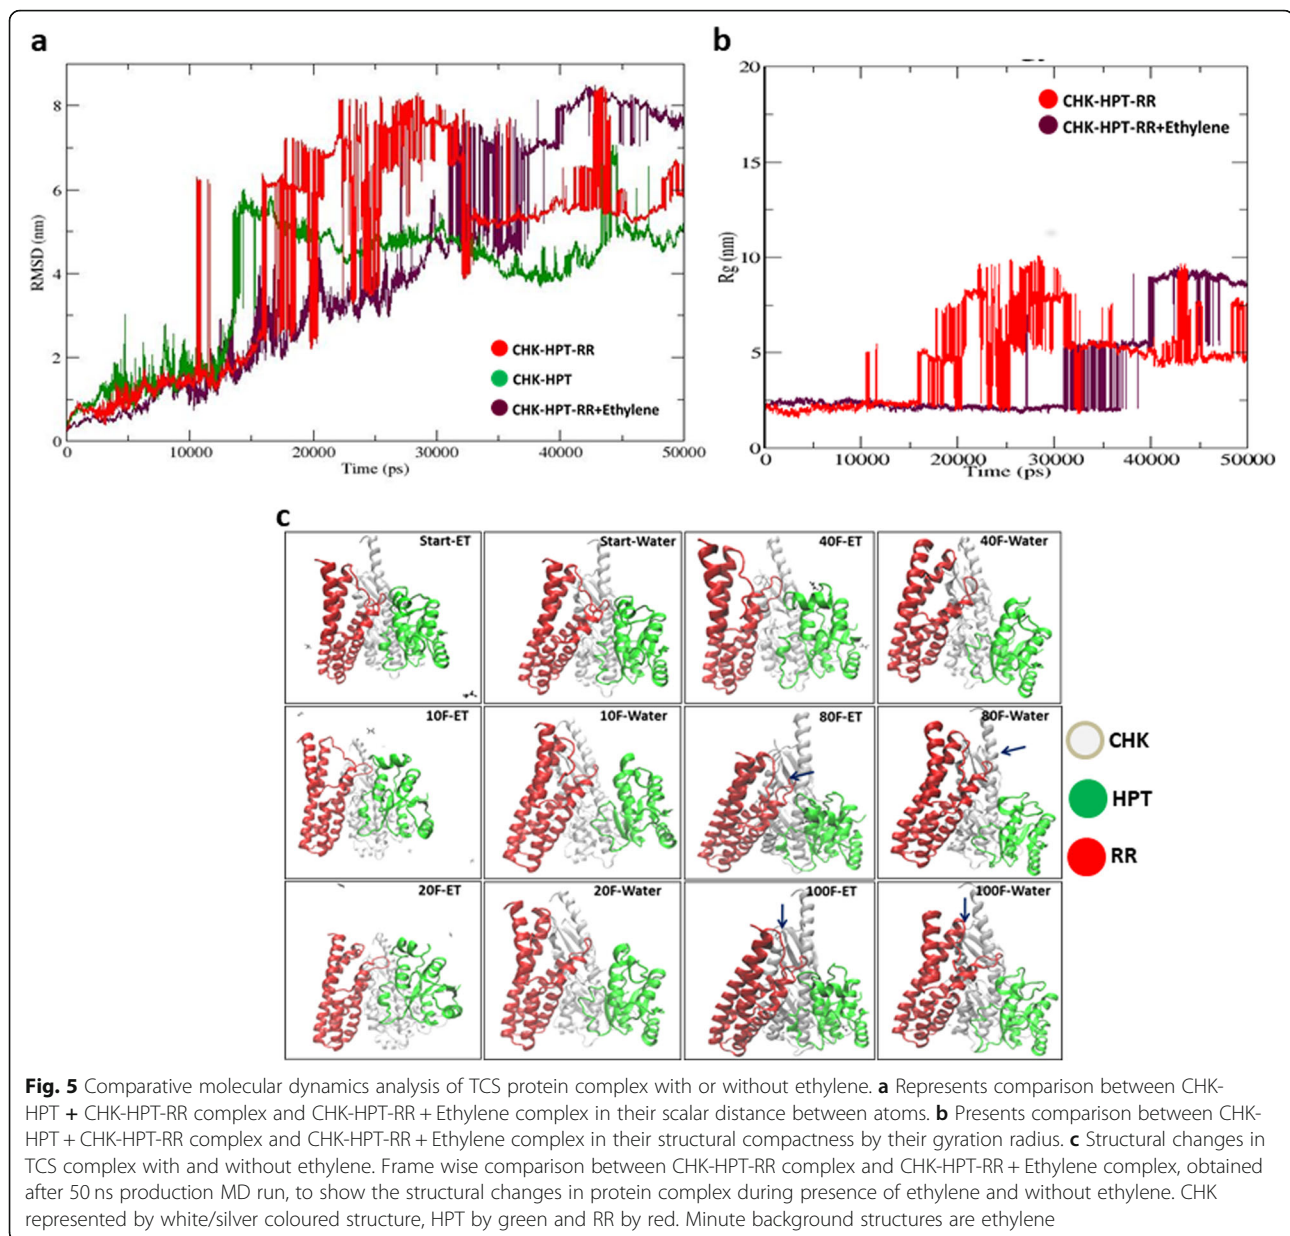 a
RMSD (nm)
8
6
4
2
0
0 10000 20000 30000 40000 50000
Time (ps)
CHK-HPT-RR
CHK-HPT
CHK-HPT-RR+Ethylene
b
Rg (nm)
20
15
10
5
0
0 10000 20000 30000 40000 50000
Time (ps)
CHK-HPT-RR
CHK-HPT-RR+Ethylene
c
Start-ET Start-Water 40F-ET 40F-Water
10F-ET 10F-Water 80F-ET 80F-Water
20F-ET 20F-Water 100F-ET 100F-Water
CHK
HPT
RR
Fig. 5 Comparative molecular dynamics analysis of TCS protein complex with or without ethylene. a Represents comparison between CHK-
HPT + CHK-HPT-RR complex and CHK-HPT-RR + Ethylene complex in their scalar distance between atoms. b Presents comparison between CHK-
HPT + CHK-HPT-RR complex and CHK-HPT-RR + Ethylene complex in their structural compactness by their gyration radius. c Structural changes in
TCS complex with and without ethylene. Frame wise comparison between CHK-HPT-RR complex and CHK-HPT-RR + Ethylene complex, obtained
after 50 ns production MD run, to show the structural changes in protein complex during presence of ethylene and without ethylene. CHK
represented by white/silver coloured structure, HPT by green and RR by red. Minute background structures are ethylene